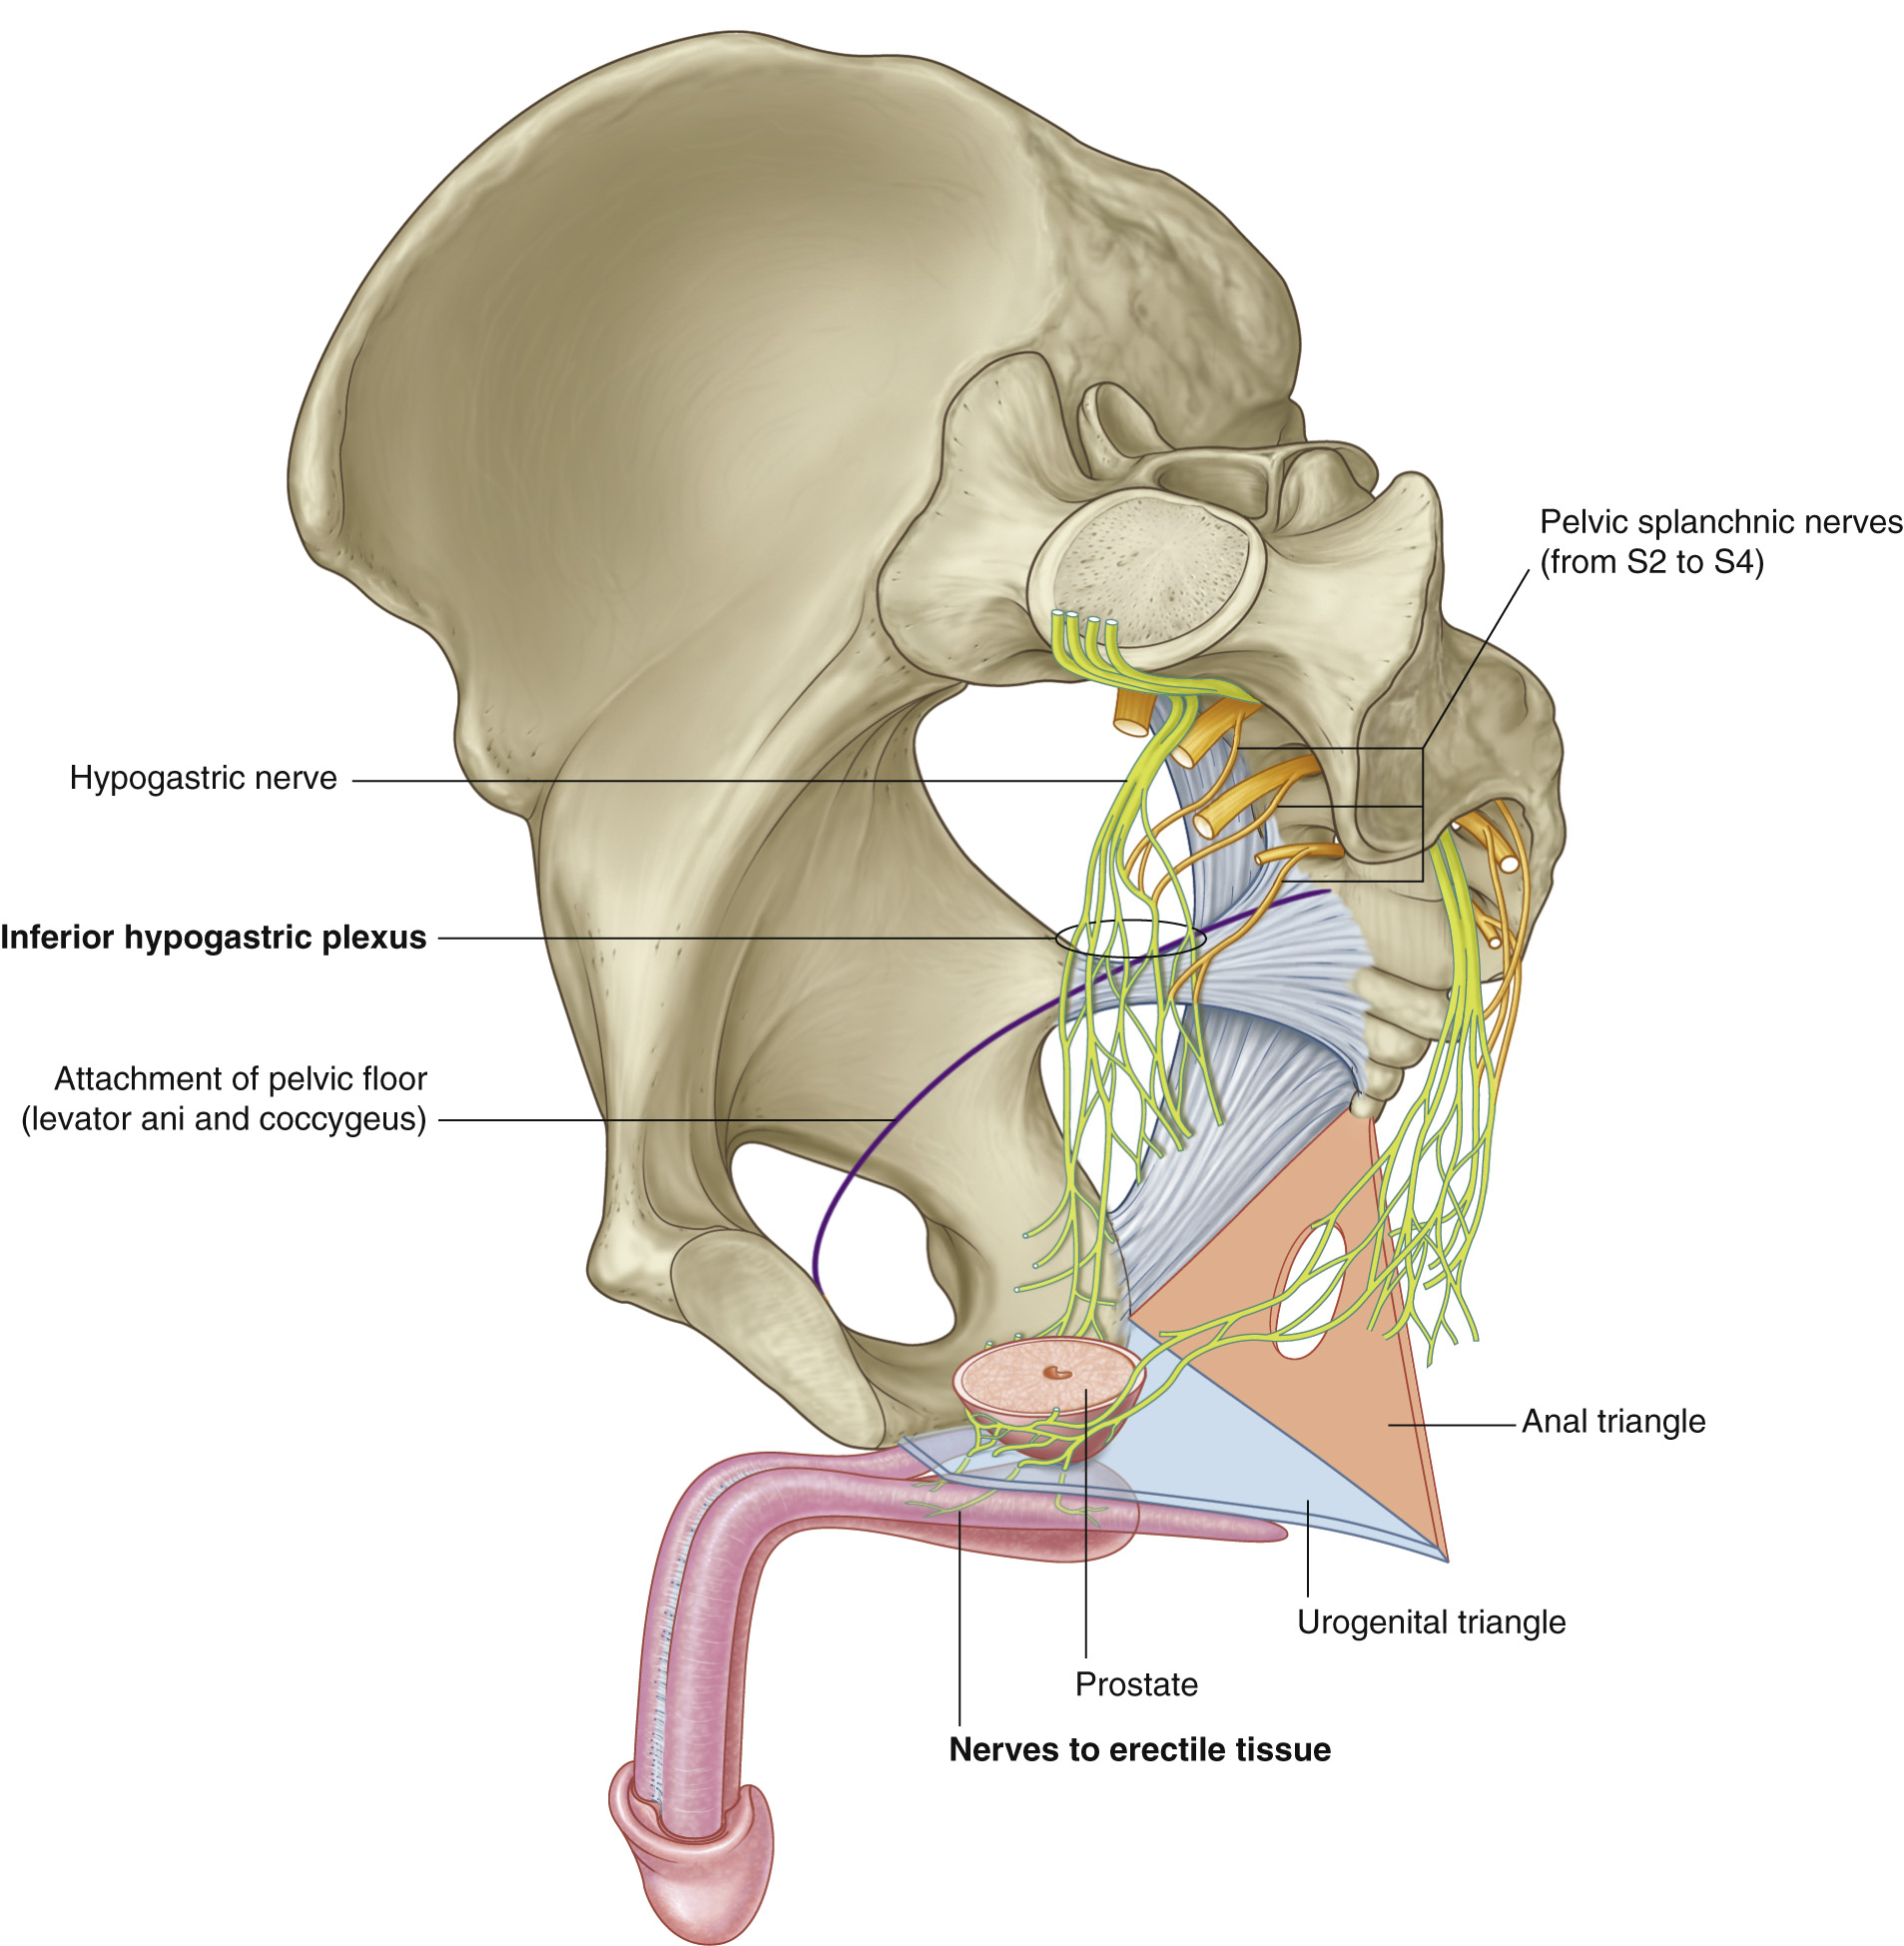 Pelvic splanchnic nerves
(from S2 to S4)
Hypogastric nerve
Inferior hypogastric plexus
Attachment of pelvic floor
(levator ani and coccygeus)
Anal triangle
Urogenital triangle
Prostate
Nerves to erectile tissue